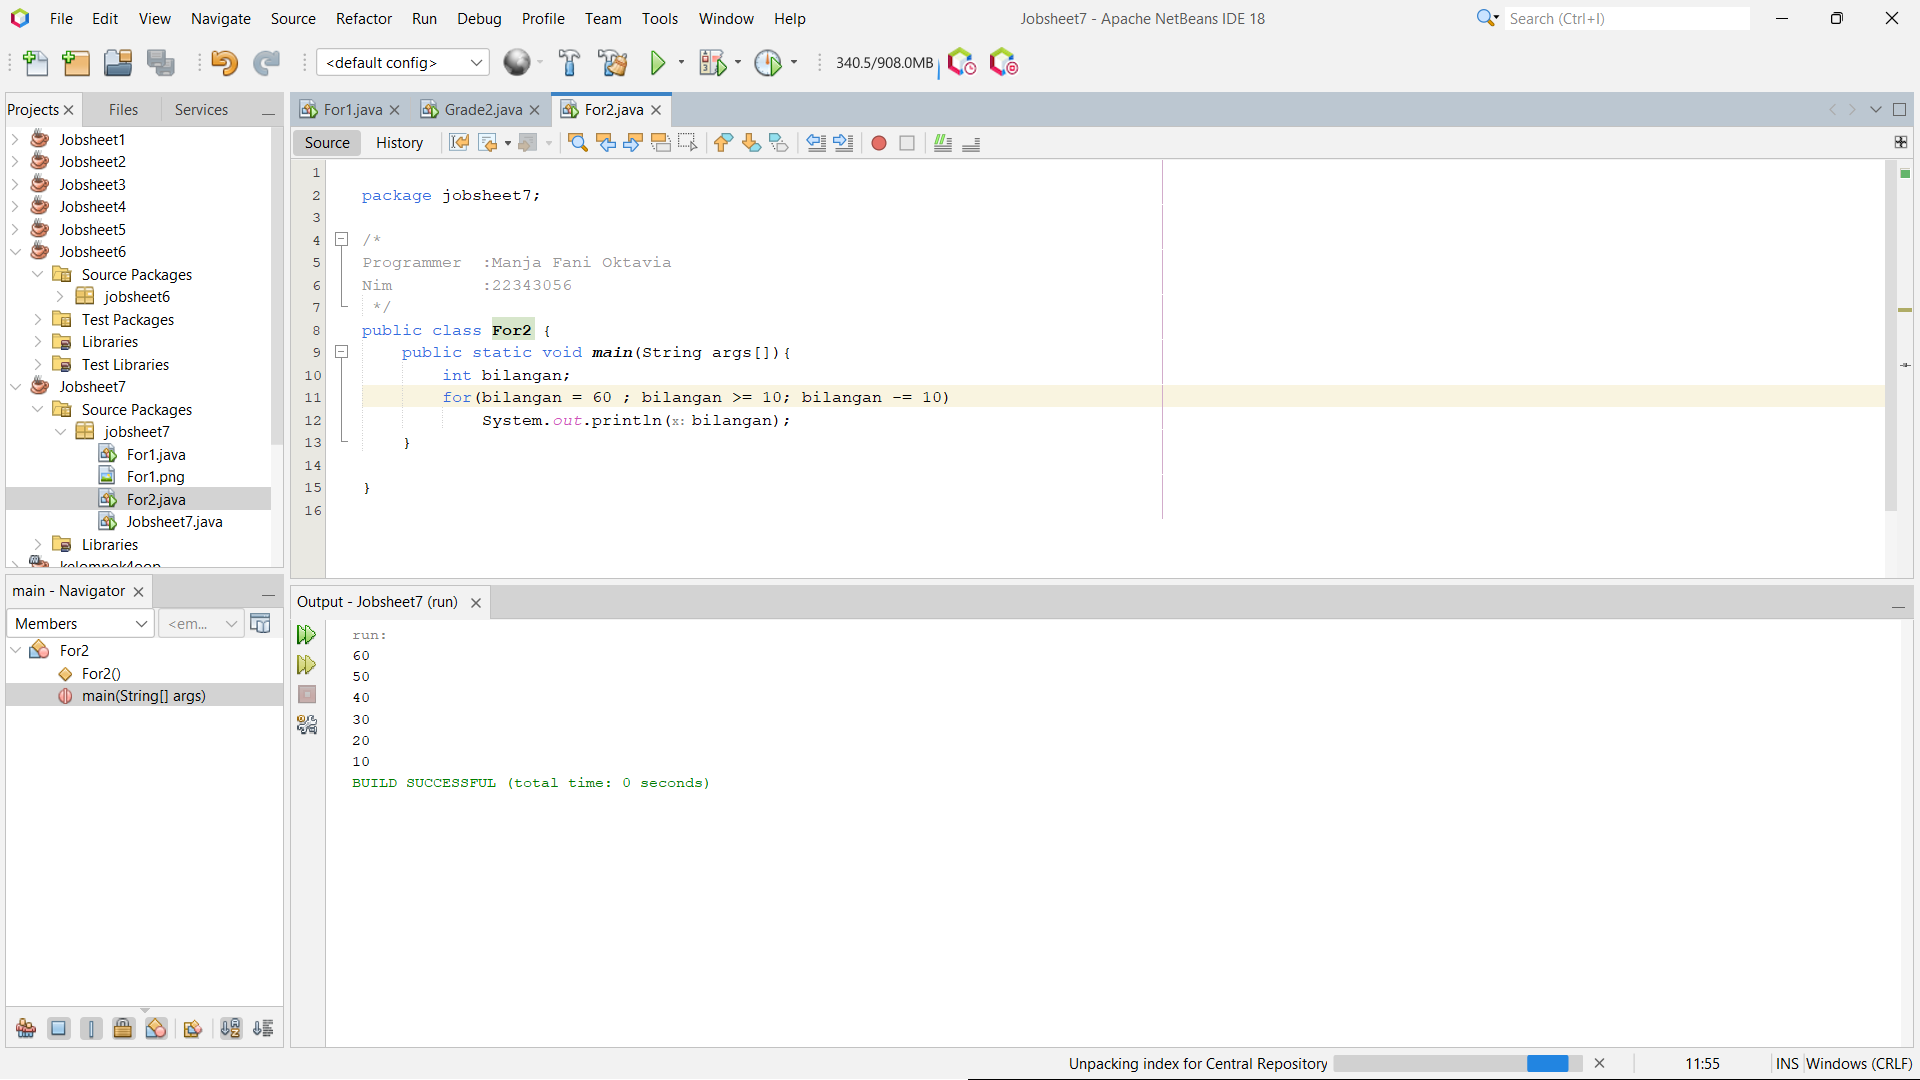 File Edit View Navigate Source Refactor Run Debug Profile Team Tools Window Help
Jobsheet7 - Apache NetBeans IDE 18
Search (Ctrl+I)
<default config>
340.5/908.0MB
Projects Files Services
Jobsheet1
Jobsheet2
Jobsheet3
Jobsheet4
Jobsheet5
Jobsheet6
Source Packages
jobsheet6
Test Packages
Libraries
Test Libraries
Jobsheet7
Source Packages
jobsheet7
For1.java
For1.png
For2.java
Jobsheet7.java
Libraries
kelompok4oop
main - Navigator
Members
<em...
For2
For2()
main(String[] args)
For1.java Grade2.java For2.java
Source History
1
2 package jobsheet7;
3
4 /*
5 Programmer :Manja Fani Oktavia
6 Nim :22343056
7 */
8 public class For2 {
9 public static void main(String args[]){
10 int bilangan;
11 for(bilangan = 60 ; bilangan >= 10; bilangan -= 10)
12 System.out.println(x: bilangan);
13 }
14
15 }
16
Output - Jobsheet7 (run)
run:
60
50
40
30
20
10
BUILD SUCCESSFUL (total time: 0 seconds)
Unpacking index for Central Repository
11:55
INS
Windows (CRLF)